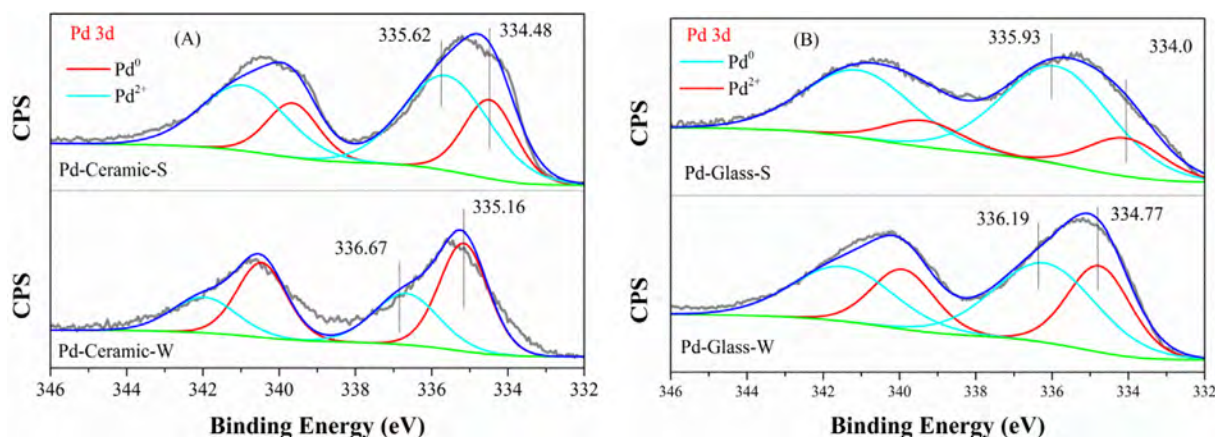 Pd 3d
(A)
335.62
334.48
Pd⁰
Pd²⁺
CPS
Pd-Ceramic-S
336.67
335.16
CPS
Pd-Ceramic-W
346 344 342 340 338 336 334 332
Binding Energy (eV)
Pd 3d
(B)
335.93
334.0
Pd⁰
Pd²⁺
CPS
Pd-Glass-S
336.19
334.77
CPS
Pd-Glass-W
346 344 342 340 338 336 334 332
Binding Energy (eV)